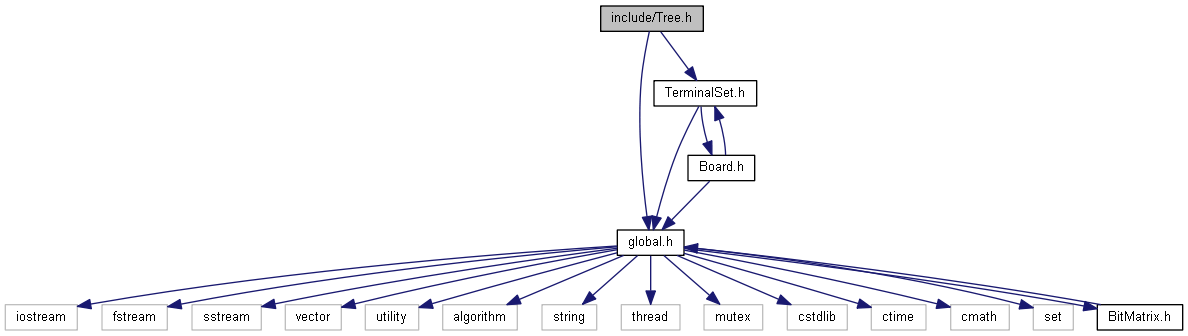 include/Tree.h
TerminalSet.h
Board.h
global.h
iostream
fstream
sstream
vector
utility
algorithm
string
thread
mutex
cstdlib
ctime
cmath
set
BitMatrix.h